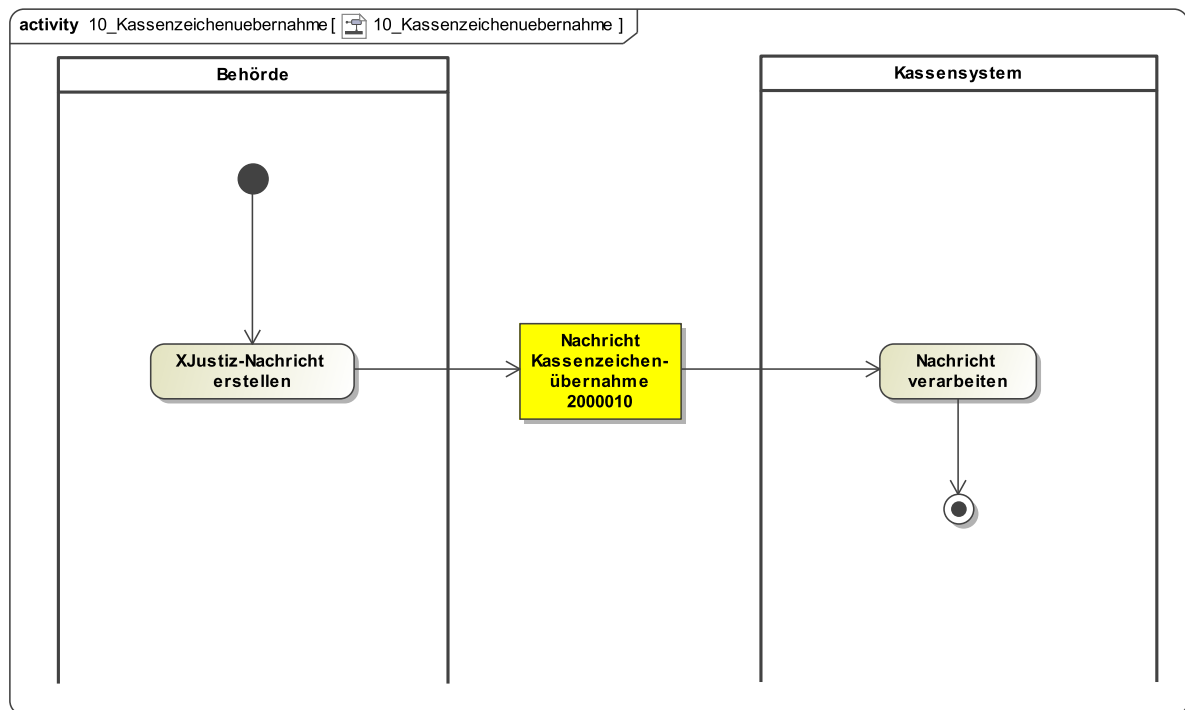 activity 10_Kassenzeichenuebernahme [ 10_Kassenzeichenuebernahme ]
Behörde
Kassensystem
XJustiz-Nachricht
erstellen
Nachricht
Kassenzeichen-
übernahme
2000010
Nachricht
verarbeiten